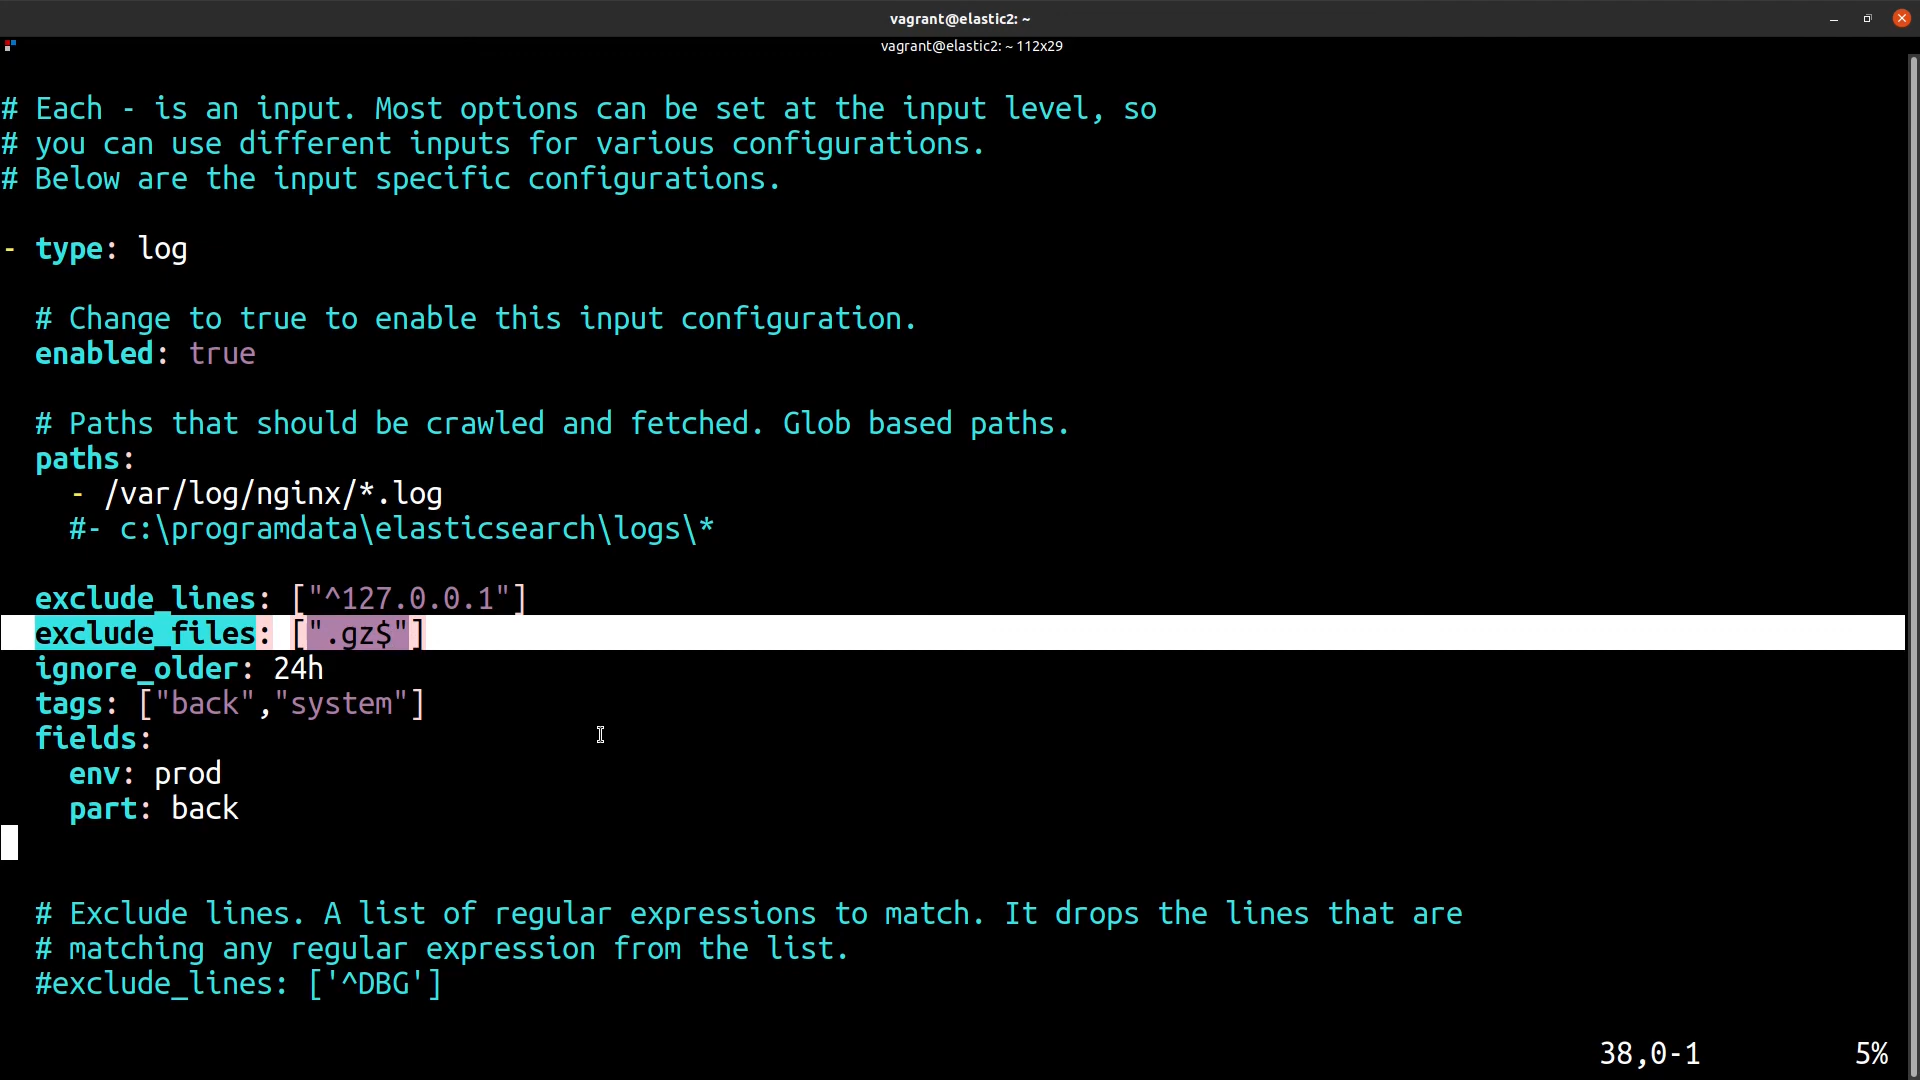 vagrant@elastic2: ~
vagrant@elastic2: ~ 112x29
# Each - is an input. Most options can be set at the input level, so
# you can use different inputs for various configurations.
# Below are the input specific configurations.
- type: log
# Change to true to enable this input configuration.
enabled: true
# Paths that should be crawled and fetched. Glob based paths.
paths:
- /var/log/nginx/*.log
#- c:\programdata\elasticsearch\logs\*
exclude_lines: ["^127.0.0.1"]
exclude_files: [".gz$"]
ignore_older: 24h
tags: ["back","system"]
fields:
env: prod
part: back
# Exclude lines. A list of regular expressions to match. It drops the lines that are
# matching any regular expression from the list.
#exclude_lines: ['^DBG']
38,0-1 5%